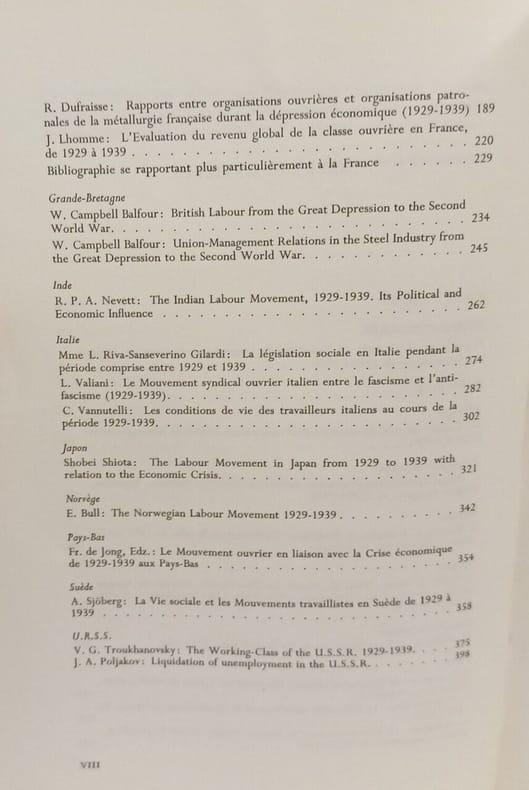 R. Dufraisse: Rapports entre organisations ouvrières et organisations patro-
nales de la métallurgie française durant la dépression économique (1929-1939) 189
J. Lhomme: L'Evaluation du revenu global de la classe ouvrière en France,
de 1929 à 1939 . . . . . . . . . . . . . . . . . . . . . . . . . . 220
Bibliographie se rapportant plus particulièrement à la France . . . . . . 229
Grande-Bretagne
W. Campbell Balfour: British Labour from the Great Depression to the Second
World War. . . . . . . . . . . . . . . . . . . . . . . . . . . . 234
W. Campbell Balfour: Union-Management Relations in the Steel Industry from
the Great Depression to the Second World War. . . . . . . . . . . . . 245
Inde
R. P. A. Nevett: The Indian Labour Movement, 1929-1939. Its Political and
Economic Influence . . . . . . . . . . . . . . . . . . . . . . . . 262
Italie
Mme L. Riva-Sanseverino Gilardi: La législation sociale en Italie pendant la
période comprise entre 1929 et 1939 . . . . . . . . . . . . . . . . 274
L. Valiani: Le Mouvement syndical ouvrier italien entre le fascisme et l'anti-
fascisme (1929-1939). . . . . . . . . . . . . . . . . . . . . . . . 282
C. Vannutelli: Les conditions de vie des travailleurs italiens au cours de la
période 1929-1939. . . . . . . . . . . . . . . . . . . . . . . . . 302
Japon
Shobei Shiota: The Labour Movement in Japan from 1929 to 1939 with
relation to the Economic Crisis. . . . . . . . . . . . . . . . . . . 321
Norvège
E. Bull: The Norwegian Labour Movement 1929-1939 . . . . . . . . . . 342
Pays-Bas
Fr. de Jong, Edz.: Le Mouvement ouvrier en liaison avec la Crise économique
de 1929-1939 aux Pays-Bas . . . . . . . . . . . . . . . . . . . . . 354
Suède
A. Sjöberg: La Vie sociale et les Mouvements travaillistes en Suède de 1929 à
1939 . . . . . . . . . . . . . . . . . . . . . . . . . . . . . . . 358
U.R.S.S.
V. G. Troukhanovsky: The Working-Class of the U.S.S.R. 1929-1939. . . . 375
J. A. Poljakov: Liquidation of unemployment in the U.S.S.R. . . . . . . . 398
VIII